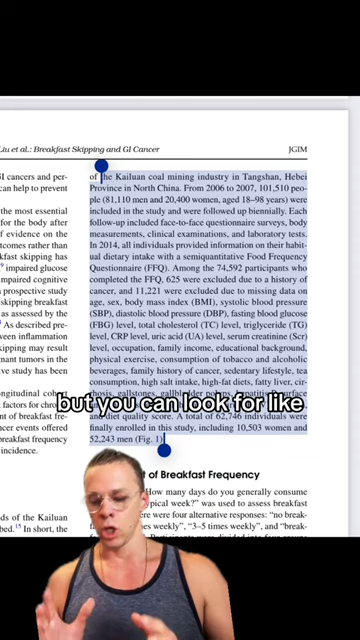 Liu et al.: Breakfast Skipping and GI Cancer
JGIM
GI cancers and per-
can help to prevent
the most essential
for the body after
of evidence on the
tcomes rather than
eakfast skipping has
impaired glucose
impaired cognitive
a prospective study
skipping breakfast
as assessed by the
As described pre-
ween inflammation
kipping may result
gnant tumors in the
ive study has been
ngitudinal cohort
t factors for chronic
nt of breakfast fre-
cer events offered
reakfast frequency
incidence.
ds of the Kailuan
bed.15 In short, the
of the Kailuan coal mining industry in Tangshan, Hebei
Province in North China. From 2006 to 2007, 101,510 peo-
ple (81,110 men and 20,400 women, aged 18–98 years) were
included in the study and were followed up biennially. Each
follow-up included face-to-face questionnaire surveys, body
measurements, clinical examinations, and laboratory tests.
In 2014, all individuals provided information on their habit-
ual dietary intake with a semiquantitative Food Frequency
Questionnaire (FFQ). Among the 74,592 participants who
completed the FFQ, 625 were excluded due to a history of
cancer, and 11,221 were excluded due to missing data on
age, sex, body mass index (BMI), systolic blood pressure
(SBP), diastolic blood pressure (DBP), fasting blood glucose
(FBG) level, total cholesterol (TC) level, triglyceride (TG)
level, CRP level, uric acid (UA) level, serum creatinine (Scr)
level, occupation, family income, educational background,
physical exercise, consumption of tobacco and alcoholic
beverages, family history of cancer, sedentary lifestyle, tea
consumption, high salt intake, high-fat diets, fatty liver, cir-
rhosis, gallstones, gallbladder
but you can look for like
and diet quality score. A total of 62,746 individuals were
finally enrolled in this study, including 10,503 women and
52,243 men (Fig. 1).
of Breakfast Frequency
How many days do you generally consume
ypical week?” was used to assess breakfast
ere were four alternative responses: “no break-
mes weekly”, “3–5 times weekly”, and “break-